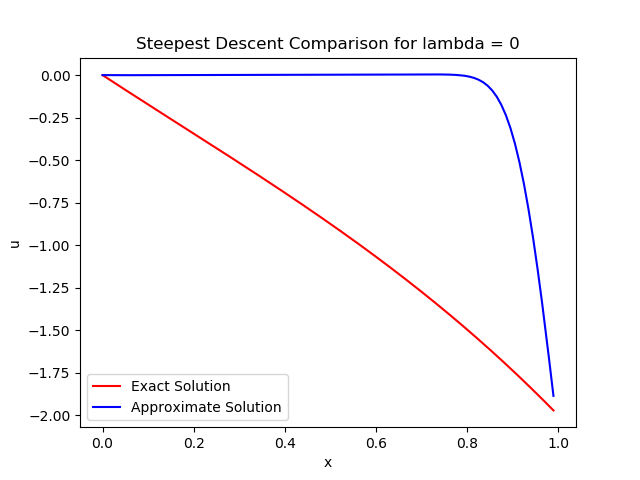 Steepest Descent Comparison for lambda = 0
0.00
−0.25
−0.50
−0.75
−1.00
−1.25
−1.50
−1.75
−2.00
u
Exact Solution
Approximate Solution
0.0 0.2 0.4 0.6 0.8 1.0
x